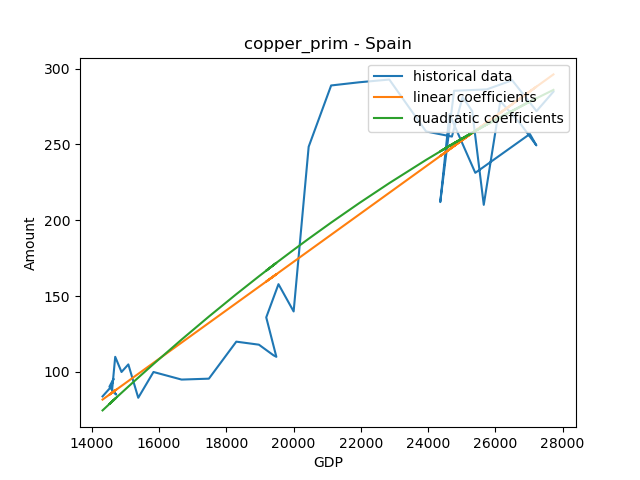 copper_prim - Spain
historical data
linear coefficients
quadratic coefficients
300
250
200
150
100
Amount
14000 16000 18000 20000 22000 24000 26000 28000
GDP